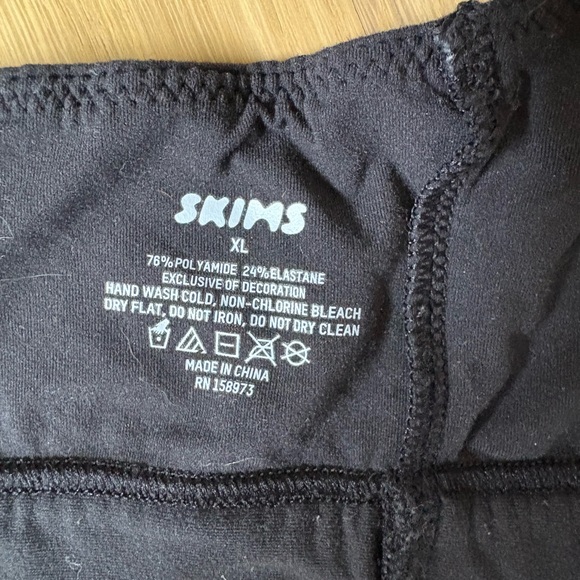 SKIMS
XL
76% POLYAMIDE 24% ELASTANE
EXCLUSIVE OF DECORATION
HAND WASH COLD, NON-CHLORINE BLEACH
DRY FLAT, DO NOT IRON, DO NOT DRY CLEAN
MADE IN CHINA
RN 158973